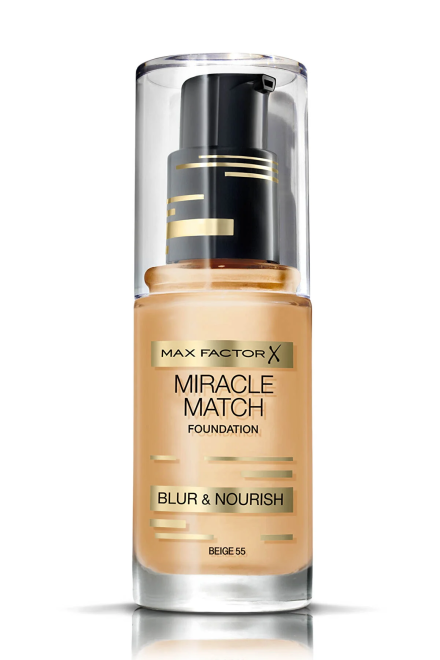 MAX FACTOR X
MIRACLE
MATCH
FOUNDATION
BLUR & NOURISH
BEIGE 55